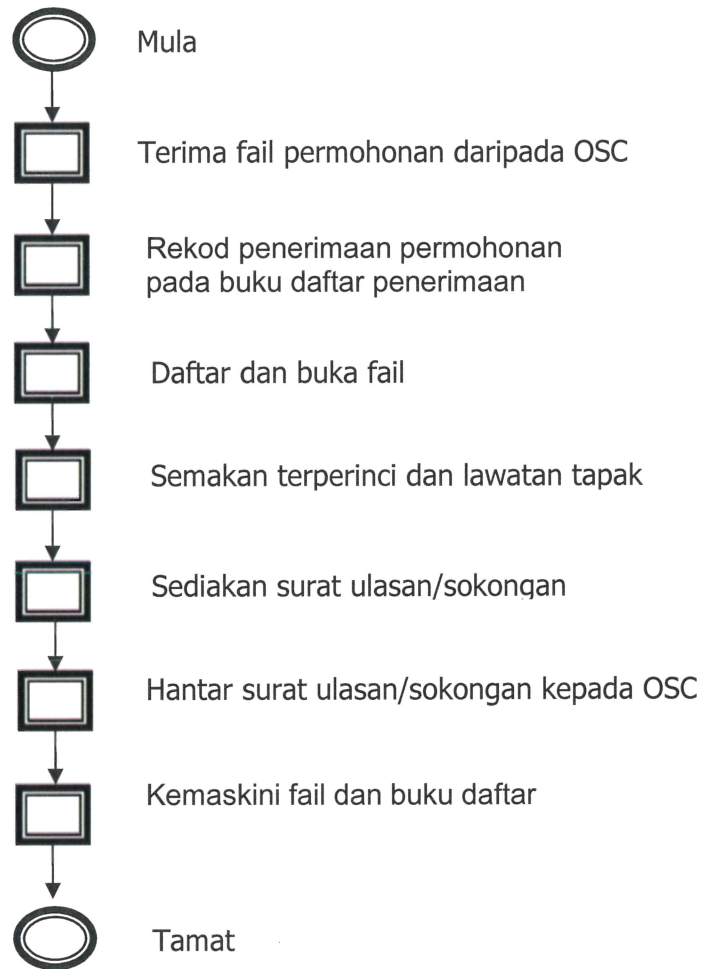 Mula
Terima fail permohonan daripada OSC
Rekod penerimaan permohonan
pada buku daftar penerimaan
Daftar dan buka fail
Semakan terperinci dan lawatan tapak
Sediakan surat ulasan/sokongan
Hantar surat ulasan/sokongan kepada OSC
Kemaskini fail dan buku daftar
Tamat